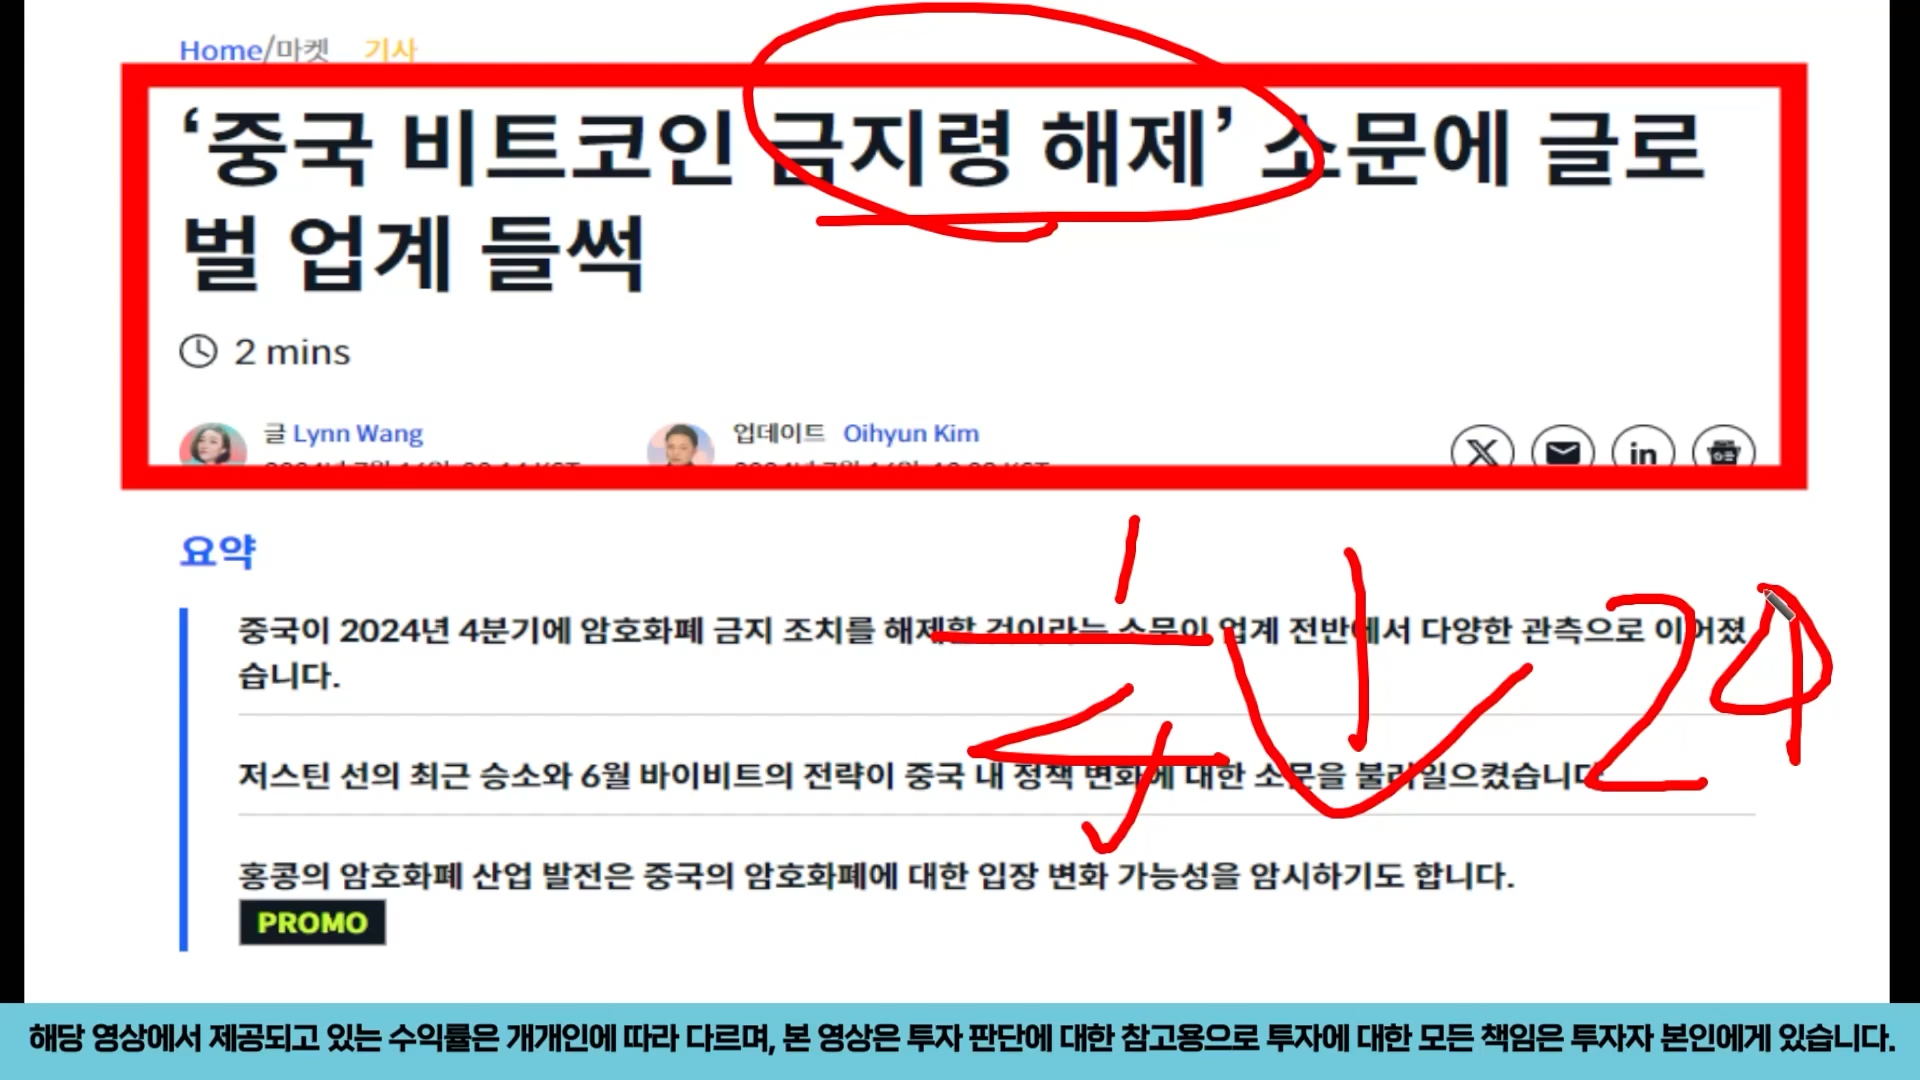 Home/마켓 기사
‘중국 비트코인 금지령 해제’ 소문에 글로
벌 업계 들썩
2 mins
글 Lynn Wang
업데이트 Oihyun Kim
요약
중국이 2024년 4분기에 암호화폐 금지 조치를 해제할 것이라는 소문이 업계 전반에서 다양한 관측으로 이어졌
습니다.
저스틴 선의 최근 승소와 6월 바이비트의 전략이 중국 내 정책 변화에 대한 소문을 불러일으켰습니다
홍콩의 암호화폐 산업 발전은 중국의 암호화폐에 대한 입장 변화 가능성을 암시하기도 합니다.
PROMO
24
해당 영상에서 제공되고 있는 수익률은 개개인에 따라 다르며, 본 영상은 투자 판단에 대한 참고용으로 투자에 대한 모든 책임은 투자자 본인에게 있습니다.